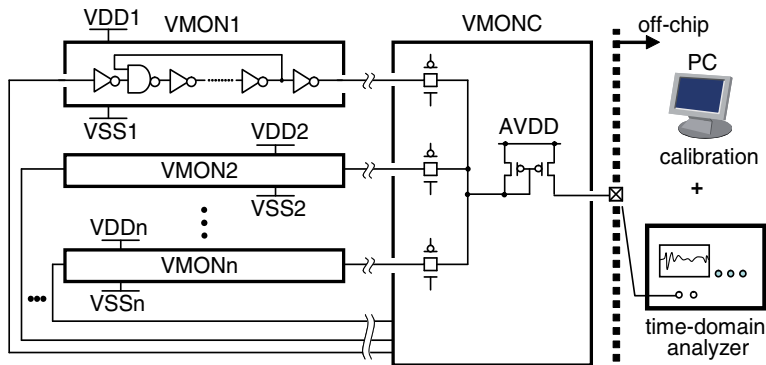 VDD1
VMON1
VMONC
off-chip
PC
VSS1
VDD2
AVDD
calibration
VMON2
+
VSS2
VDDn
VMONn
VSSn
time-domain
analyzer